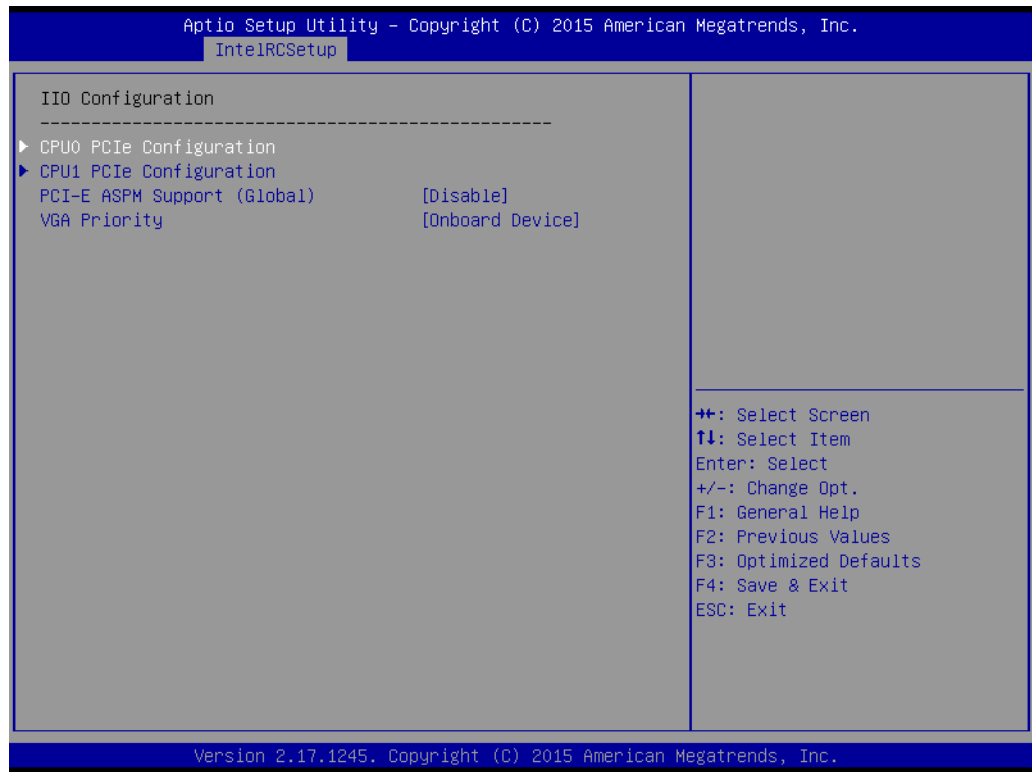 Aptio Setup Utility – Copyright (C) 2015 American Megatrends, Inc.
IntelRCSetup
IIO Configuration
--------------------------------------------------
▶ CPU0 PCIe Configuration
▶ CPU1 PCIe Configuration
PCI-E ASPM Support (Global) [Disable]
VGA Priority [Onboard Device]
→←: Select Screen
↑↓: Select Item
Enter: Select
+/-: Change Opt.
F1: General Help
F2: Previous Values
F3: Optimized Defaults
F4: Save & Exit
ESC: Exit
Version 2.17.1245. Copyright (C) 2015 American Megatrends, Inc.